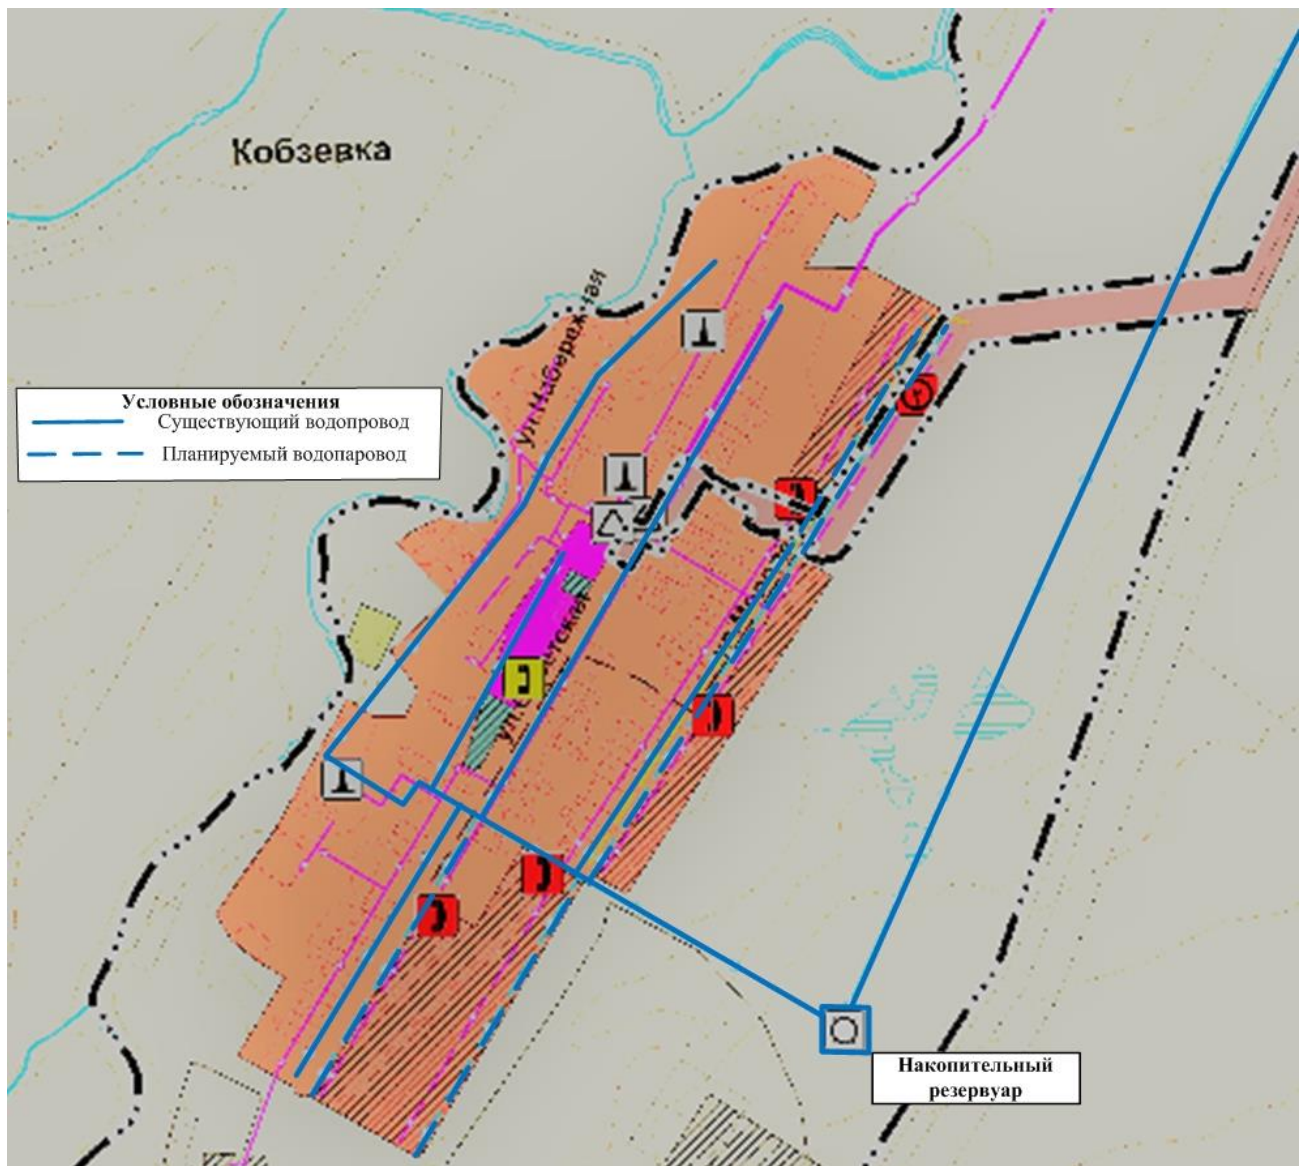 Кобзевка
ул.Набережная
Условные обозначения
Существующий водопровод
Планируемый водопаровод
Накопительный
резервуар